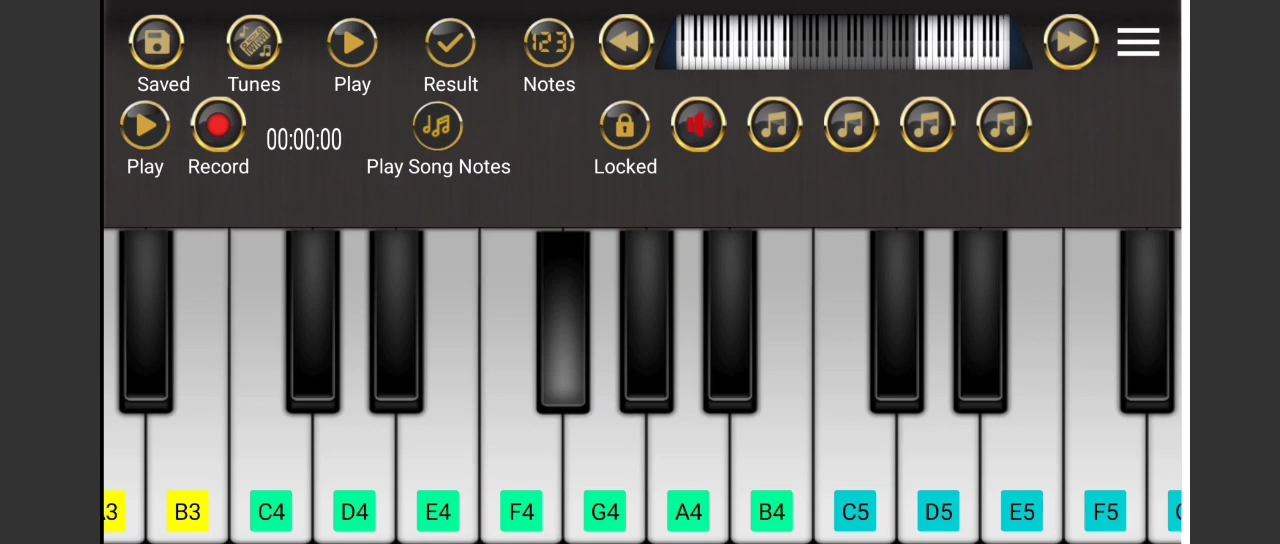 123
Saved Tunes Play Result Notes
00:00:00
Play Record Play Song Notes Locked
B3 C4 D4 E4 F4 G4 A4 B4 C5 D5 E5 F5